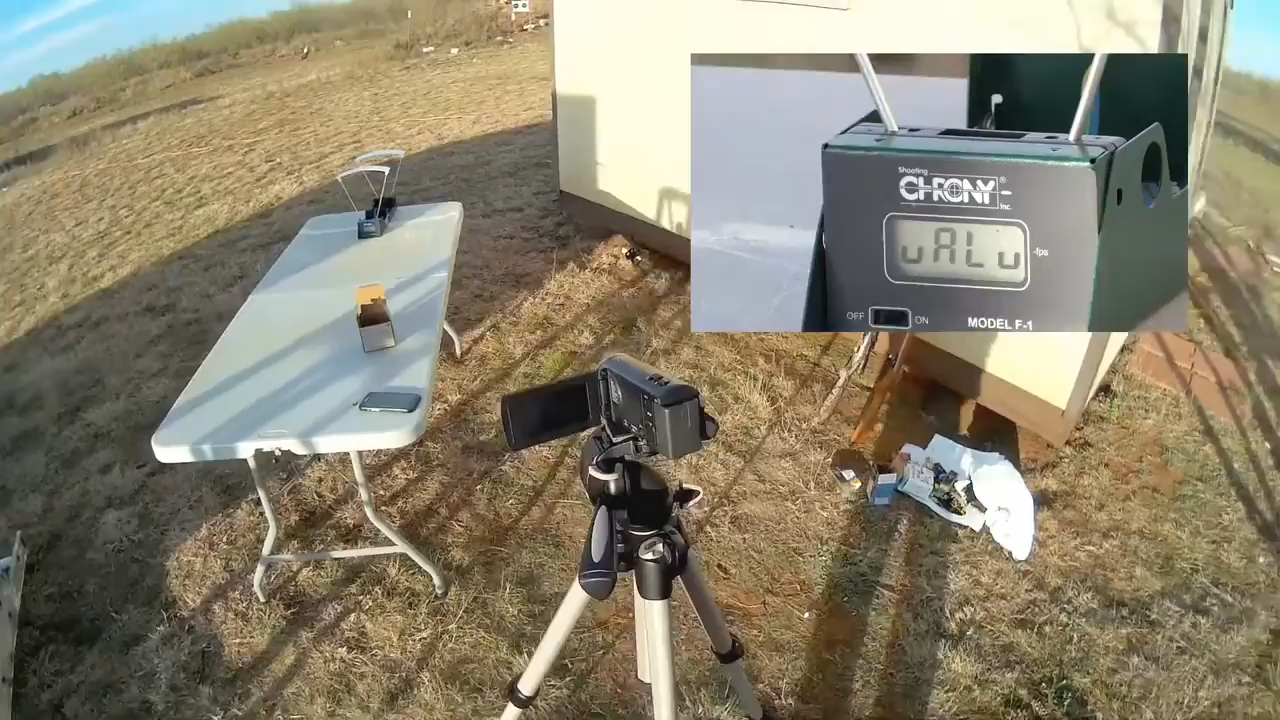 Shooting
CHRONY®
Inc.
uALu
-fps
OFF ON
MODEL F-1